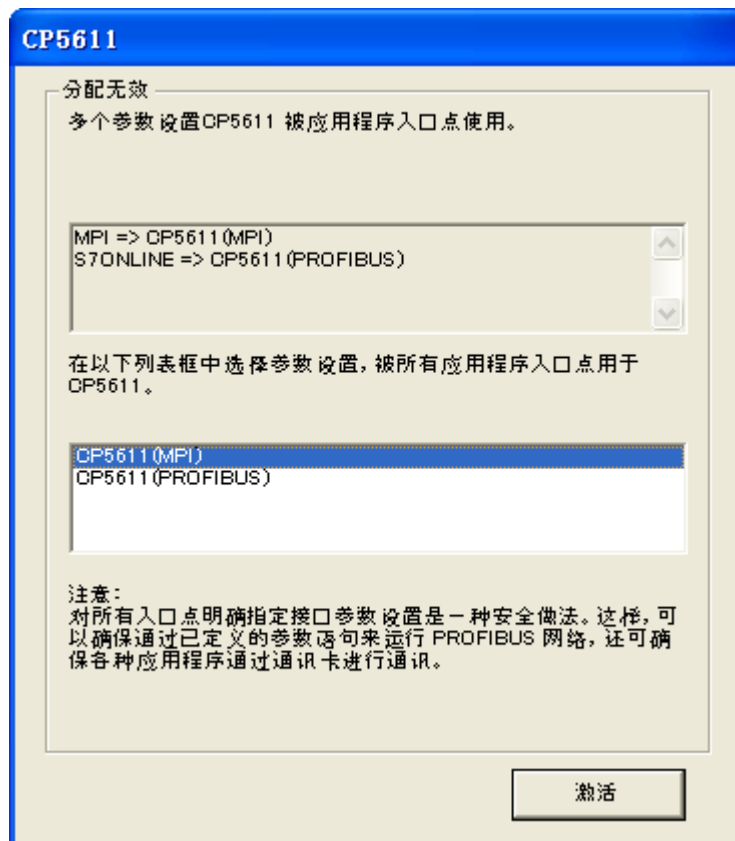 CP5611
分配无效
多个参数设置CP5611 被应用程序入口点使用。
MPI => CP5611(MPI)
S7ONLINE => CP5611(PROFIBUS)
在以下列表框中选择参数设置，被所有应用程序入口点用于
CP5611。
CP5611(MPI)
CP5611(PROFIBUS)
注意：
对所有入口点明确指定接口参数设置是一种安全做法。这样，可
以确保通过已定义的参数语句来运行 PROFIBUS 网络，还可确
保各种应用程序通过通讯卡进行通讯。
激活